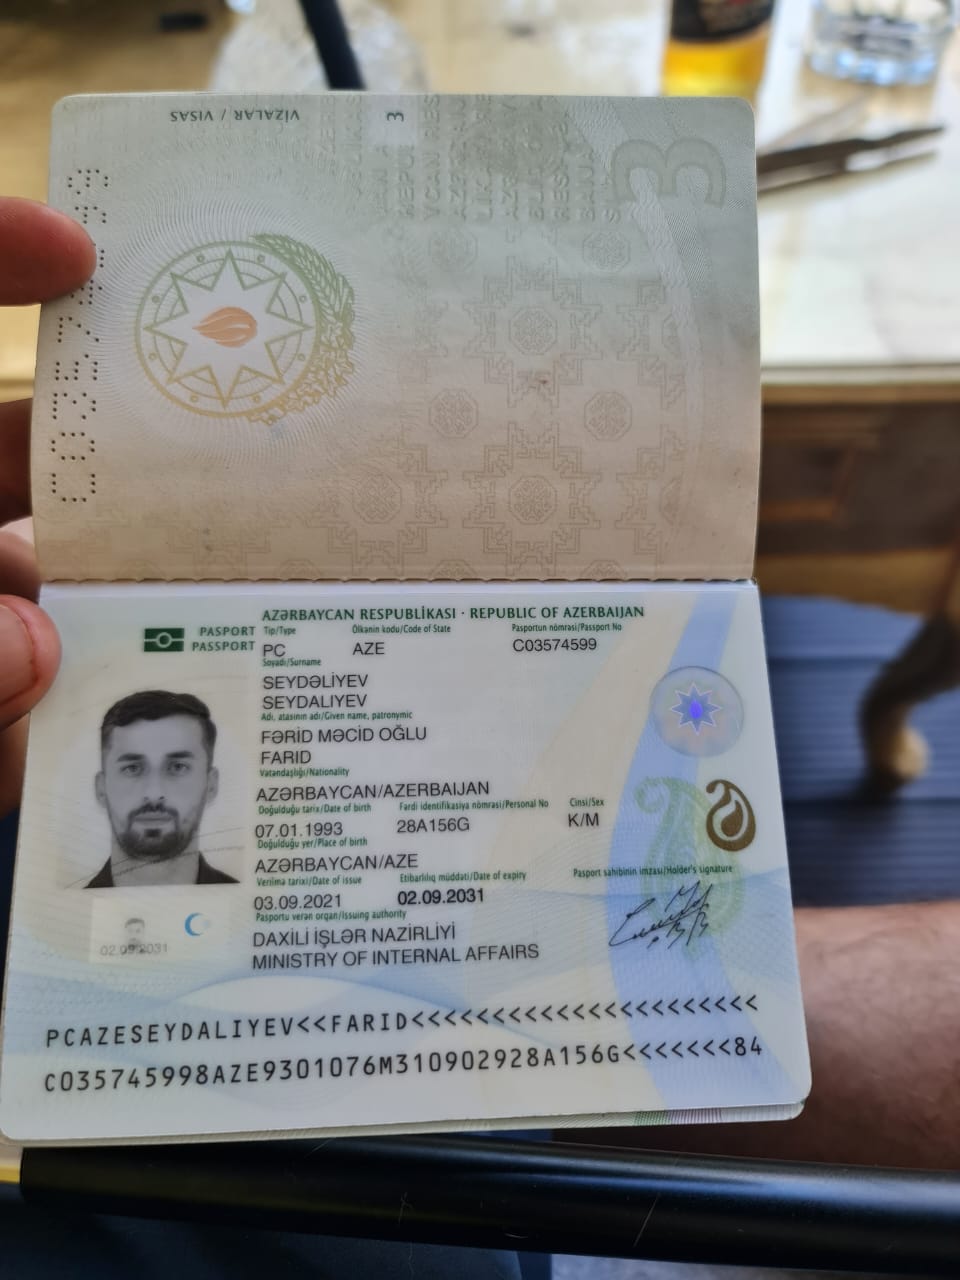 VİZALAR / VISAS
3
3
C03574599
AZƏRBAYCAN RESPUBLİKASI · REPUBLIC OF AZERBAIJAN
PASPORT
PASSPORT
Tip/Type Ölkənin kodu/Code of State Pasportun nömrəsi/Passport No
PC AZE C03574599
Soyadı/Surname
SEYDƏLİYEV
SEYDALIYEV
Adı, atasının adı/Given name, patronymic
FƏRİD MƏCİD OĞLU
FARID
Vətəndaşlığı/Nationality
AZƏRBAYCAN/AZERBAIJAN
Doğulduğu tarix/Date of birth Fərdi identifikasiya nömrəsi/Personal No Cinsi/Sex
07.01.1993 28A156G K/M
Doğulduğu yer/Place of birth
AZƏRBAYCAN/AZE
Verilmə tarixi/Date of issue Etibarlılıq müddəti/Date of expiry Pasport sahibinin imzası/Holder's signature
03.09.2021 02.09.2031
Pasportu verən orqan/Issuing authority
DAXİLİ İŞLƏR NAZİRLİYİ
MINISTRY OF INTERNAL AFFAIRS
02.09.2031
PCAZESEYDALIYEV<<FARID<<<<<<<<<<<<<<<<<<<<<<
C035745998AZE9301076M310902928A156G<<<<<<<84